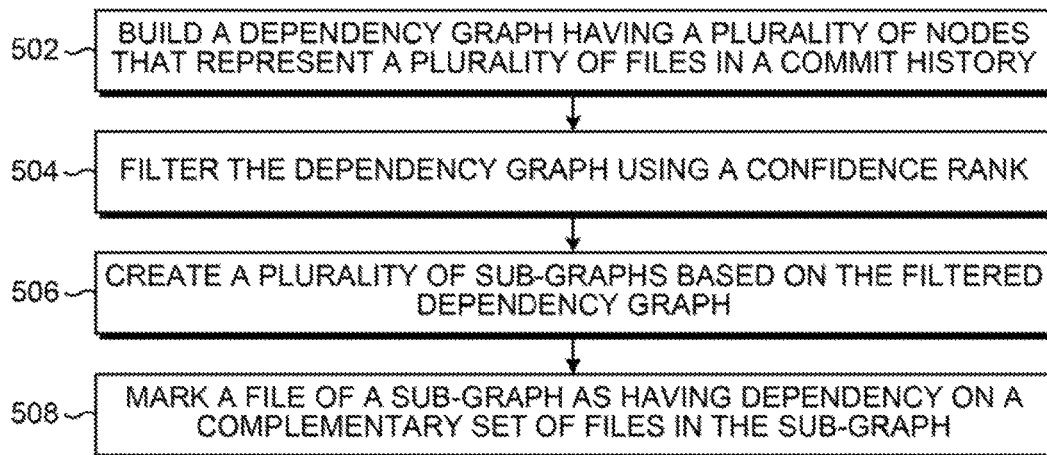 502
BUILD A DEPENDENCY GRAPH HAVING A PLURALITY OF NODES
THAT REPRESENT A PLURALITY OF FILES IN A COMMIT HISTORY
504
FILTER THE DEPENDENCY GRAPH USING A CONFIDENCE RANK
506
CREATE A PLURALITY OF SUB-GRAPHS BASED ON THE FILTERED
DEPENDENCY GRAPH
508
MARK A FILE OF A SUB-GRAPH AS HAVING DEPENDENCY ON A
COMPLEMENTARY SET OF FILES IN THE SUB-GRAPH